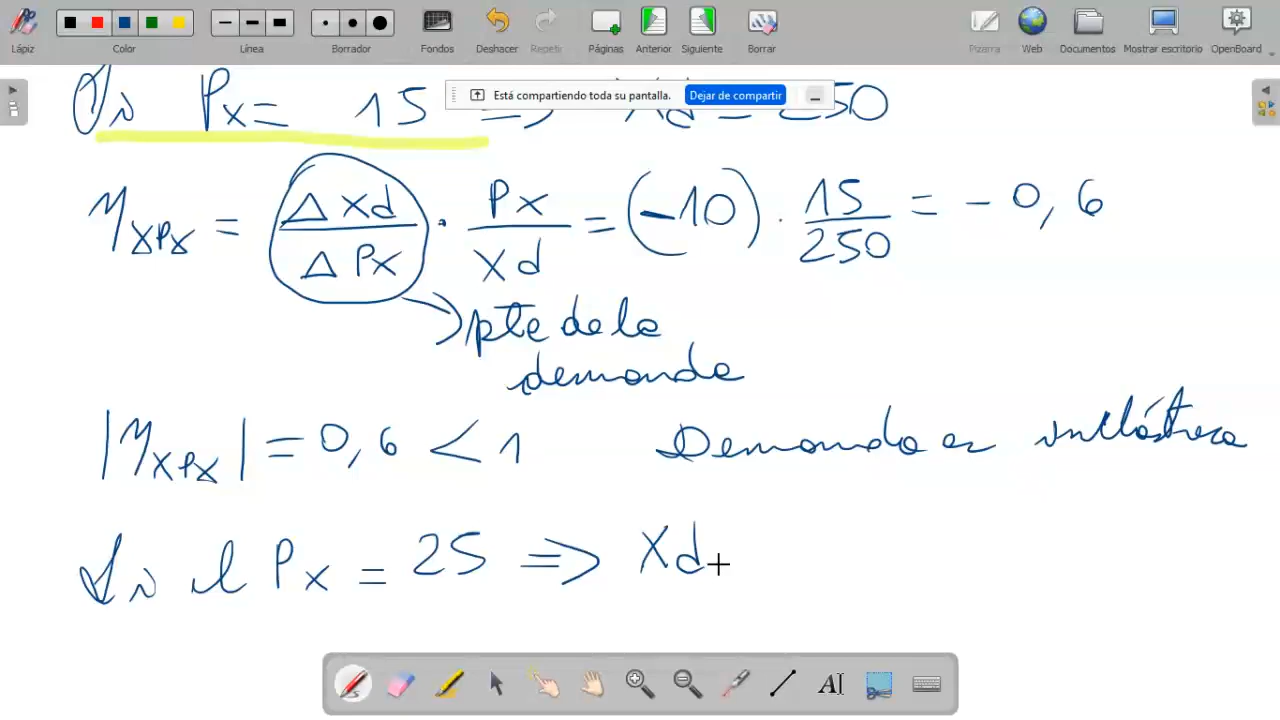 Lápiz Color Línea Borrador Fondos Deshacer Repetir Páginas Anterior Siguiente Borrar Pizarra Web Documentos Mostrar escritorio OpenBoard
Está compartiendo toda su pantalla. Dejar de compartir
Si Px = 15 => Xd = 250
ηXPx = ΔXd / ΔPx · Px / Xd = (-10) · 15 / 250 = - 0,6
pte de la
demanda
|ηXPx| = 0,6 < 1 Demanda es inelástica
Si el Px = 25 => Xd
AI